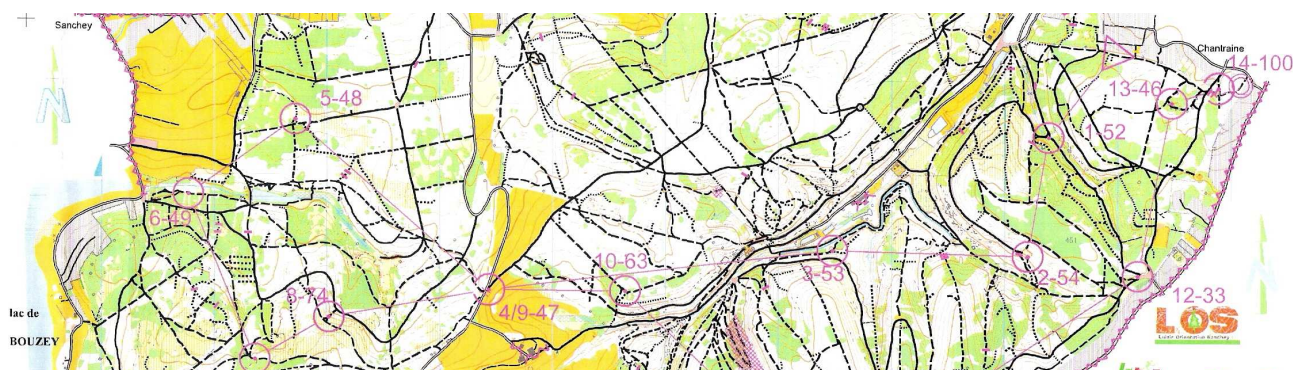 Sanchey
Chantraine
14-100
13-46
5-48
1-52
6-49
10-63
3-53
2-54
8-74
4/9-47
12-33
451
lac de
BOUZEY
LOS
N